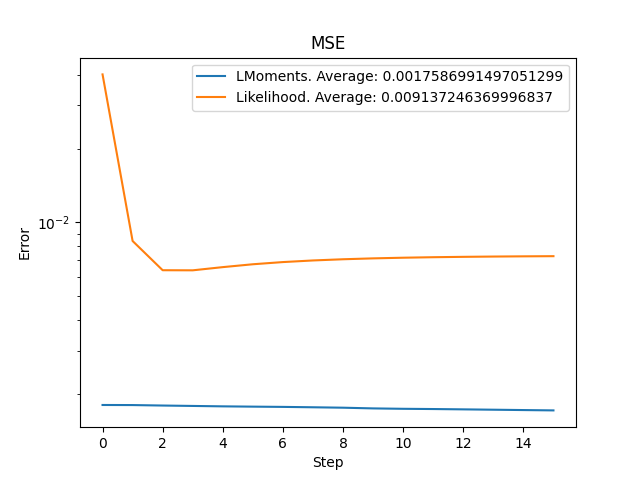 MSE
LMoments. Average: 0.0017586991497051299
Likelihood. Average: 0.009137246369996837
10⁻²
Error
0 2 4 6 8 10 12 14
Step